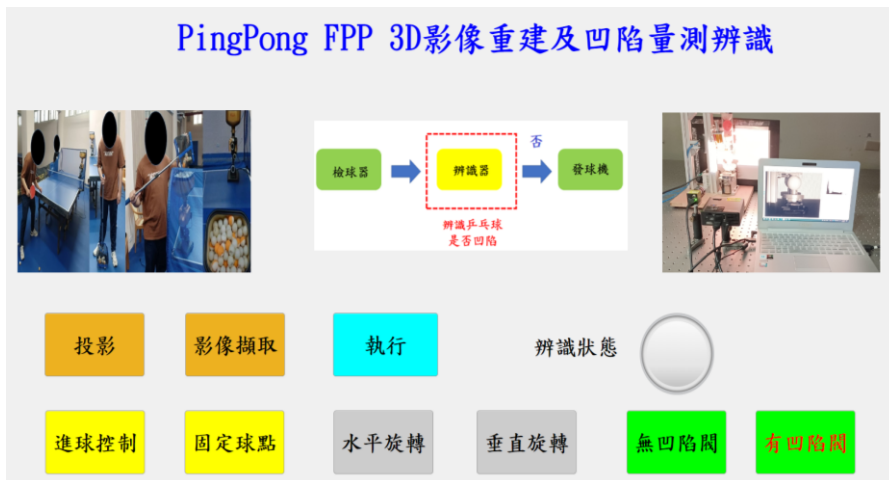 PingPong FPP 3D影像重建及凹陷量測辨識
檢球器
辨識器
否
發球機
辨識乒乓球
是否凹陷
投影
影像擷取
執行
辨識狀態
進球控制
固定球點
水平旋轉
垂直旋轉
無凹陷閥
有凹陷閥